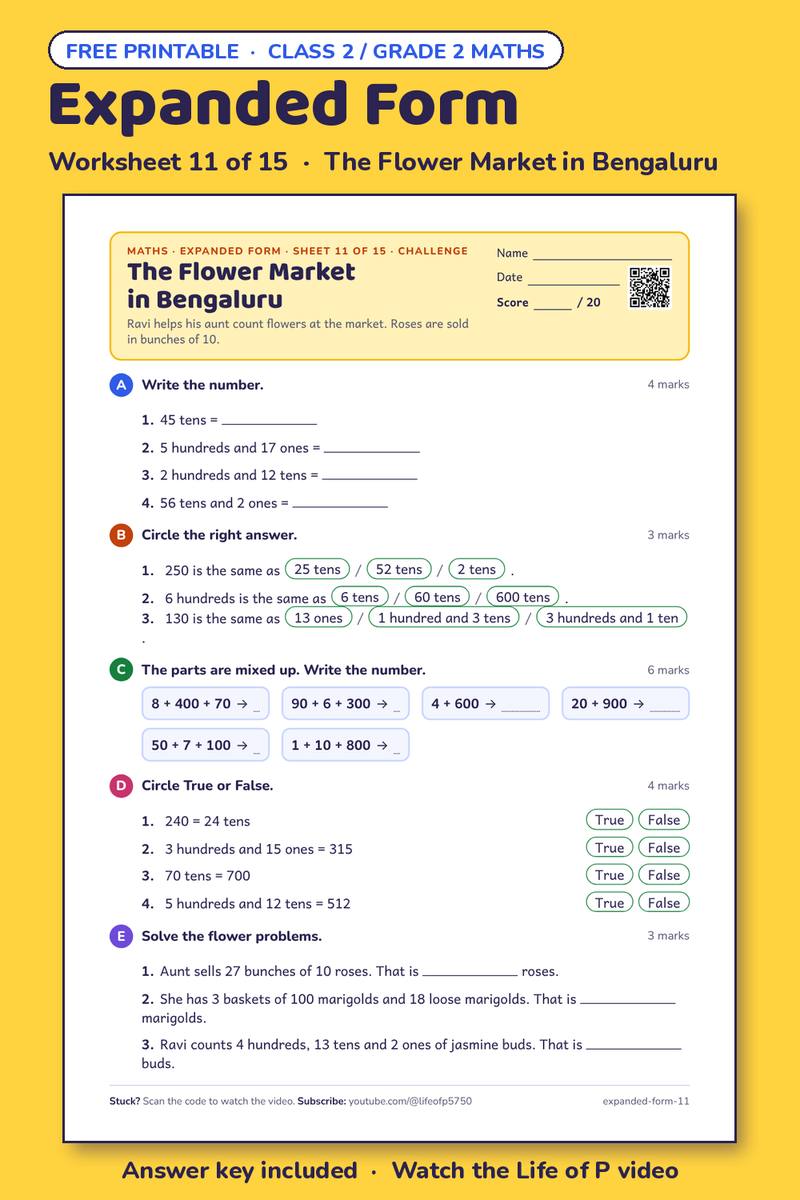 FREE PRINTABLE · CLASS 2 / GRADE 2 MATHS
Expanded Form
Worksheet 11 of 15 · The Flower Market in Bengaluru
MATHS · EXPANDED FORM · SHEET 11 OF 15 · CHALLENGE
The Flower Market
in Bengaluru
Ravi helps his aunt count flowers at the market. Roses are sold
in bunches of 10.
Name ____________
Date ____________
Score _____ / 20
A Write the number. 4 marks
1. 45 tens = ____________
2. 5 hundreds and 17 ones = ____________
3. 2 hundreds and 12 tens = ____________
4. 56 tens and 2 ones = ____________
B Circle the right answer. 3 marks
1. 250 is the same as 25 tens / 52 tens / 2 tens .
2. 6 hundreds is the same as 6 tens / 60 tens / 600 tens .
3. 130 is the same as 13 ones / 1 hundred and 3 tens / 3 hundreds and 1 ten
.
C The parts are mixed up. Write the number. 6 marks
8 + 400 + 70 → _ 90 + 6 + 300 → _ 4 + 600 → _____ 20 + 900 → ____
50 + 7 + 100 → _ 1 + 10 + 800 → _
D Circle True or False. 4 marks
1. 240 = 24 tens True False
2. 3 hundreds and 15 ones = 315 True False
3. 70 tens = 700 True False
4. 5 hundreds and 12 tens = 512 True False
E Solve the flower problems. 3 marks
1. Aunt sells 27 bunches of 10 roses. That is ____________ roses.
2. She has 3 baskets of 100 marigolds and 18 loose marigolds. That is ____________
marigolds.
3. Ravi counts 4 hundreds, 13 tens and 2 ones of jasmine buds. That is ____________
buds.
Stuck? Scan the code to watch the video. Subscribe: youtube.com/@lifeofp5750 expanded-form-11
Answer key included · Watch the Life of P video